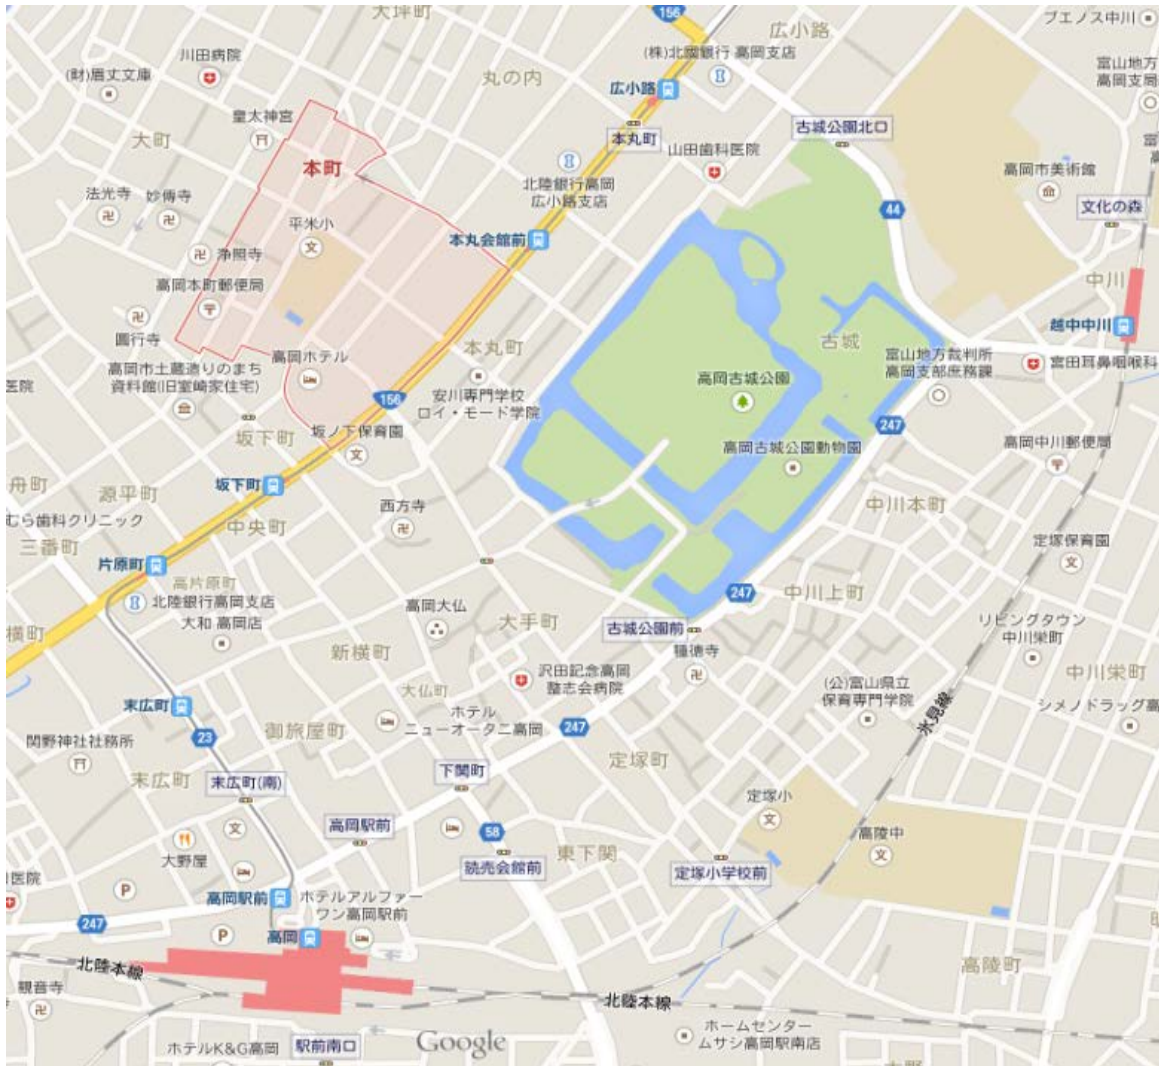 大坪町
156
広小路
ブエノス中川
川田病院
(株)北國銀行 高岡支店
(財)眉丈文庫
丸の内
富山地方
高岡支局
広小路
皇太神宮
大町
本丸町
古城公園北口
山田歯科医院
本町
北陸銀行高岡
広小路支店
高岡市美術館
法光寺
妙傳寺
44
文化の森
平米小
本丸会館前
浄照寺
中川
高岡本町郵便局
越中中川
圓行寺
本丸町
古城
高岡ホテル
富山地方裁判所
高岡支部庶務課
宮田耳鼻咽喉科
高岡市土蔵造りのまち
資料館(旧室崎家住宅)
医院
高岡古城公園
156
安川専門学校
ロイ・モード学院
247
坂下町
坂ノ下保育園
高岡古城公園動物園
高岡中川郵便局
舟町
坂下町
源平町
西方寺
中川本町
むら歯科クリニック
中央町
三番町
定塚保育園
片原町
高片原町
247
中川上町
北陸銀行高岡支店
高岡大仏
大手町
大和 高岡店
古城公園前
リビングタウン
中川栄町
横町
新横町
種徳寺
沢田記念高岡
整志会病院
中川栄町
大仏町
(公)富山県立
保育専門学院
末広町
ホテル
ニューオータニ高岡
シメノドラッグ高
御旅屋町
247
氷見線
関野神社社務所
23
定塚町
末広町
末広町(南)
下関町
定塚小
高岡駅前
58
高陵中
大野屋
読売会館前
東下関
定塚小学校前
医院
P
高岡駅前
ホテルアルファー
ワン高岡駅前
247
P
高岡
北陸本線
高陵町
観音寺
北陸本線
Google
ホームセンター
ムサシ高岡駅南店
ホテルK&G高岡
駅前南口